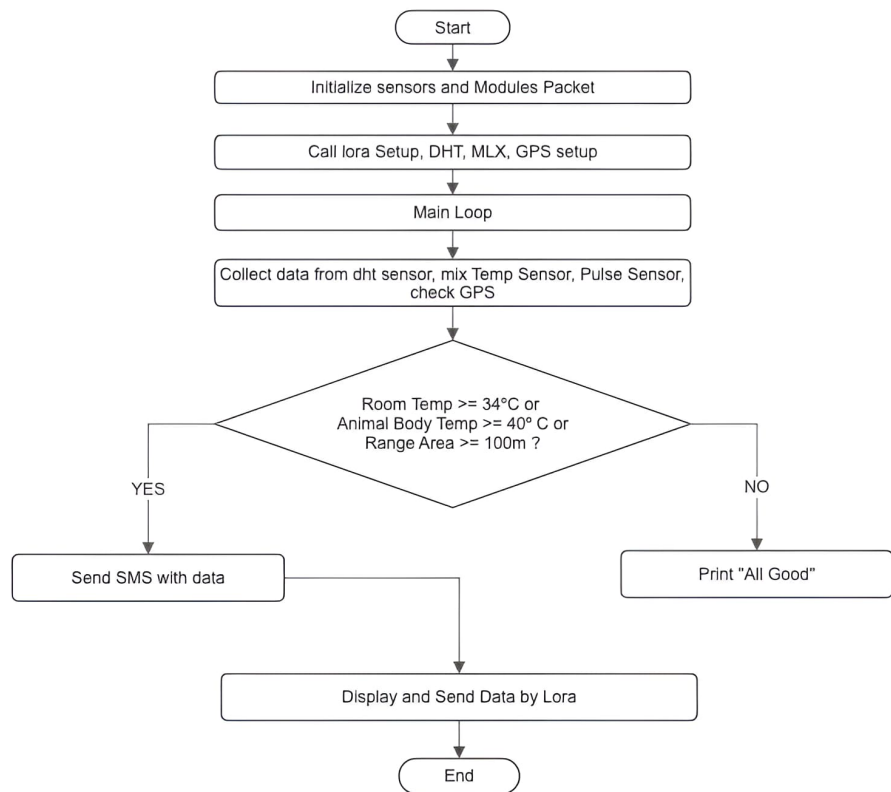 Start
Initialize sensors and Modules Packet
Call lora Setup, DHT, MLX, GPS setup
Main Loop
Collect data from dht sensor, mix Temp Sensor, Pulse Sensor,
check GPS
Room Temp >= 34°C or
Animal Body Temp >= 40° C or
Range Area >= 100m ?
YES
NO
Send SMS with data
Print "All Good"
Display and Send Data by Lora
End